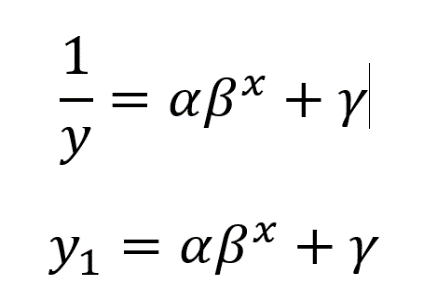 1/y = αβ^x + γ
y₁ = αβ^x + γ